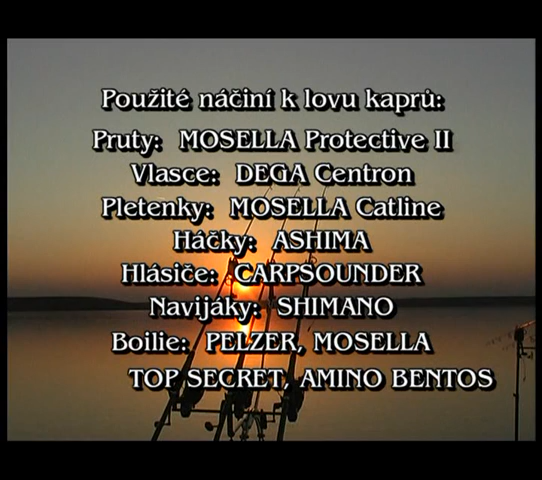 Použité náčiní k lovu kaprů:
Pruty: MOSELLA Protective II
Vlasce: DEGA Centron
Pletenky: MOSELLA Catline
Háčky: ASHIMA
Hlásiče: CARPSOUNDER
Navijáky: SHIMANO
Boilie: PELZER, MOSELLA
TOP SECRET, AMINO BENTOS